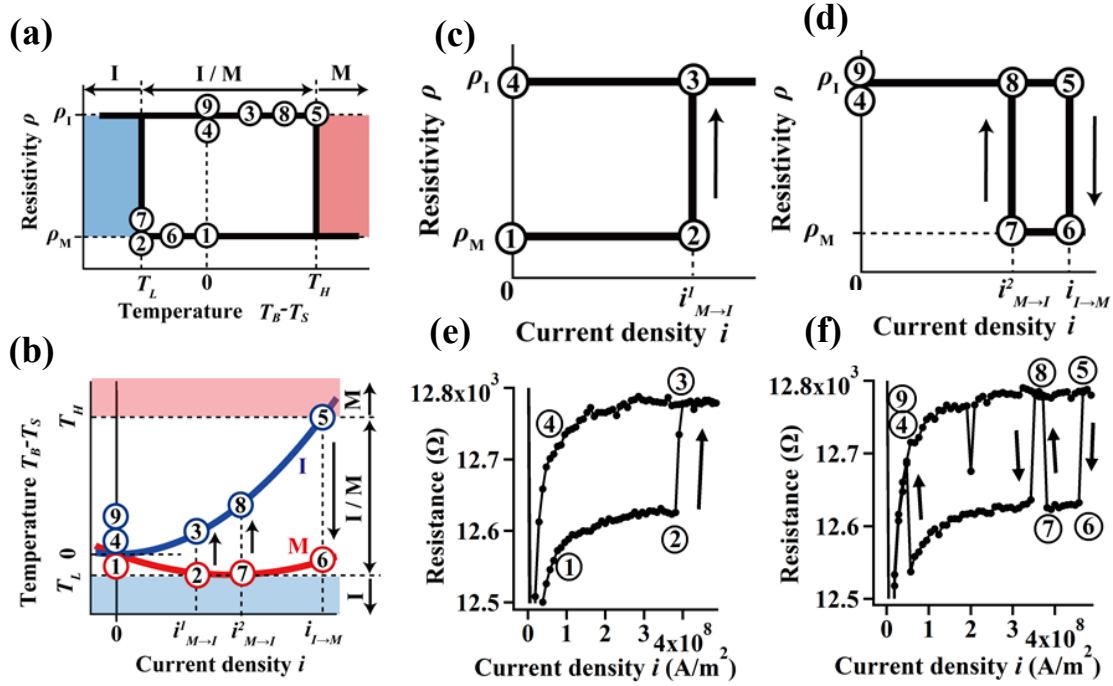 (a)
I
I / M
M
Resistivity ρ
ρI
ρM
9
3
8
5
4
7
2
6
1
TL
0
TH
Temperature TB-TS
(b)
Temperature TB-TS
TH
0
TL
M
I / M
I
I
M
9
4
1
3
2
8
7
5
6
0
i1M→I
i2M→I
iI→M
Current density i
(c)
Resistivity ρ
ρI
ρM
4
3
1
2
0
i1M→I
Current density i
(d)
Resistivity ρ
ρI
ρM
9
4
8
5
7
6
0
i2M→I
iI→M
Current density i
(e)
12.8x103
12.7
12.6
12.5
Resistance (Ω)
3
4
2
1
0
1
2
3
4x108
Current density i (A/m2)
(f)
12.8x103
12.7
12.6
12.5
Resistance (Ω)
9
4
8
5
7
6
0
1
2
3
4x108
Current density i (A/m2)